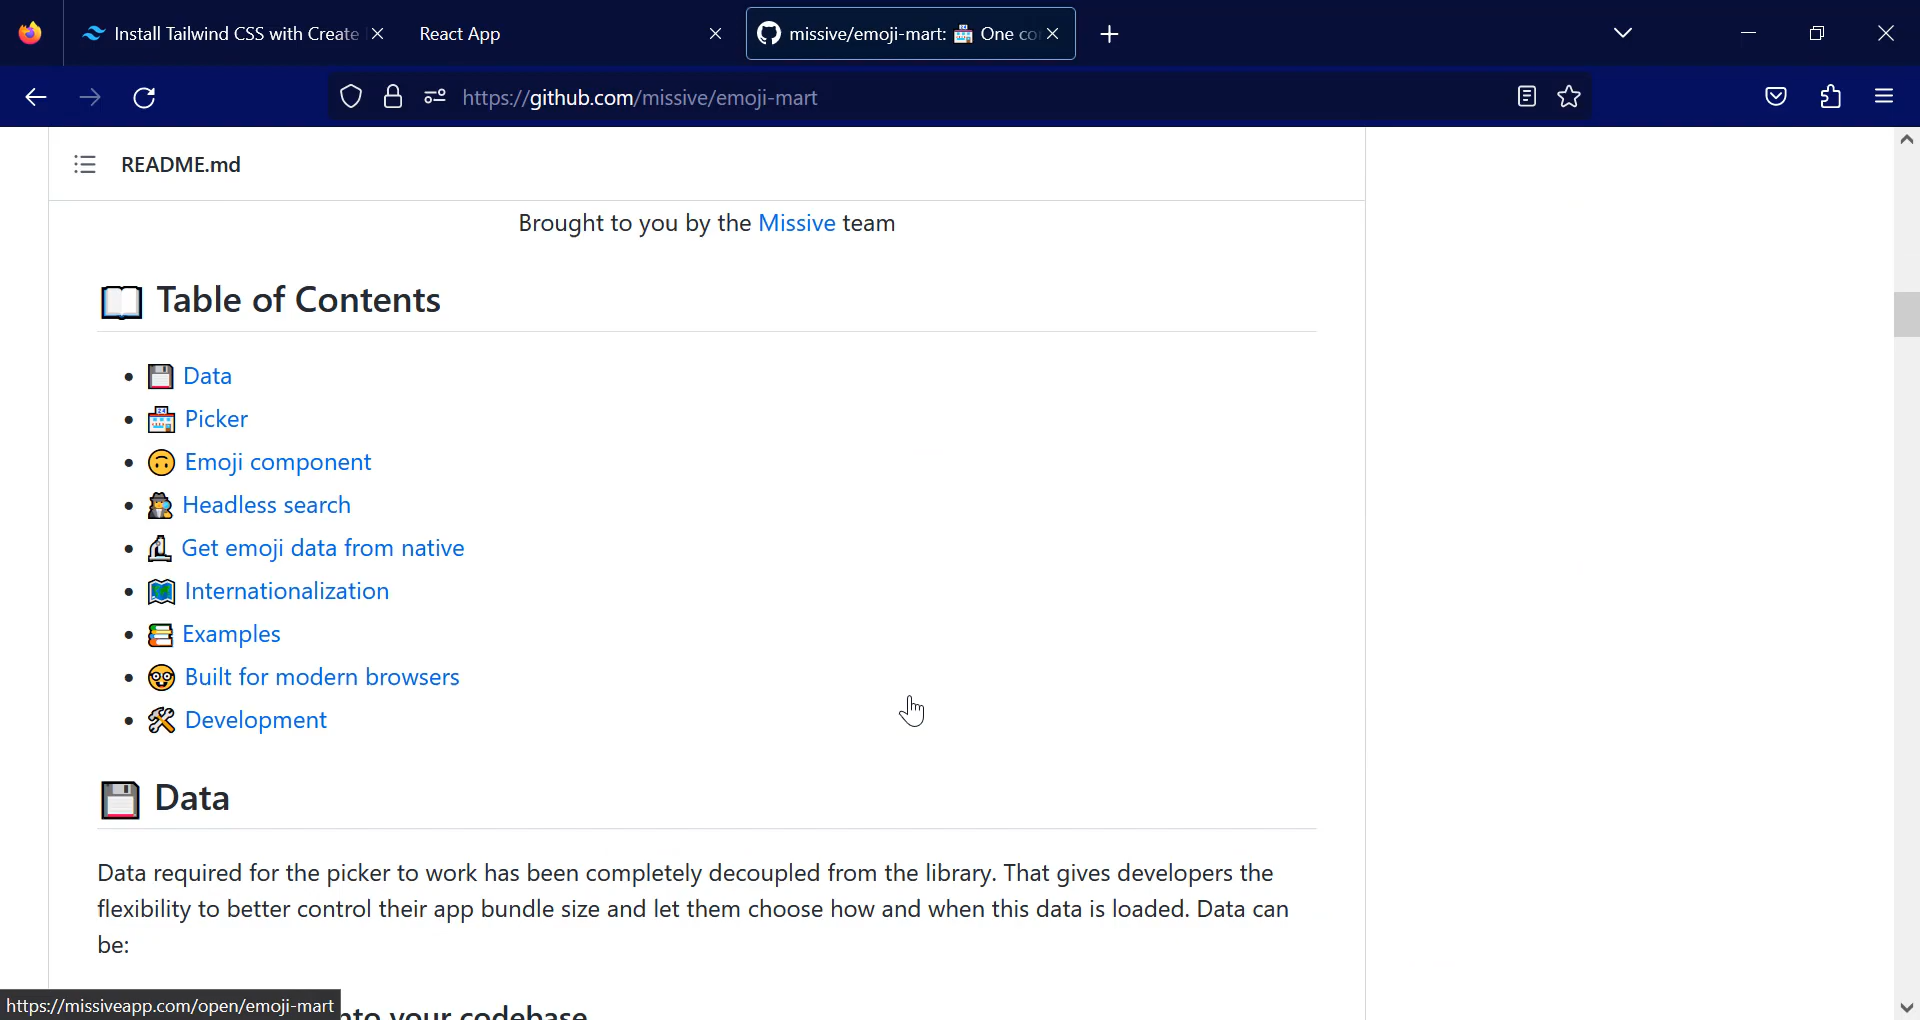 Install Tailwind CSS with Create
React App
missive/emoji-mart: 🏪 One co
https://github.com/missive/emoji-mart
README.md
Brought to you by the Missive team
📖 Table of Contents
• 💾 Data
• 🏪 Picker
• 🙃 Emoji component
• 🕵️ Headless search
• 🔬 Get emoji data from native
• 🗺️ Internationalization
• 📚 Examples
• 🤓 Built for modern browsers
• 🛠️ Development
💾 Data
Data required for the picker to work has been completely decoupled from the library. That gives developers the
flexibility to better control their app bundle size and let them choose how and when this data is loaded. Data can
be:
nto your codebase
https://missiveapp.com/open/emoji-mart